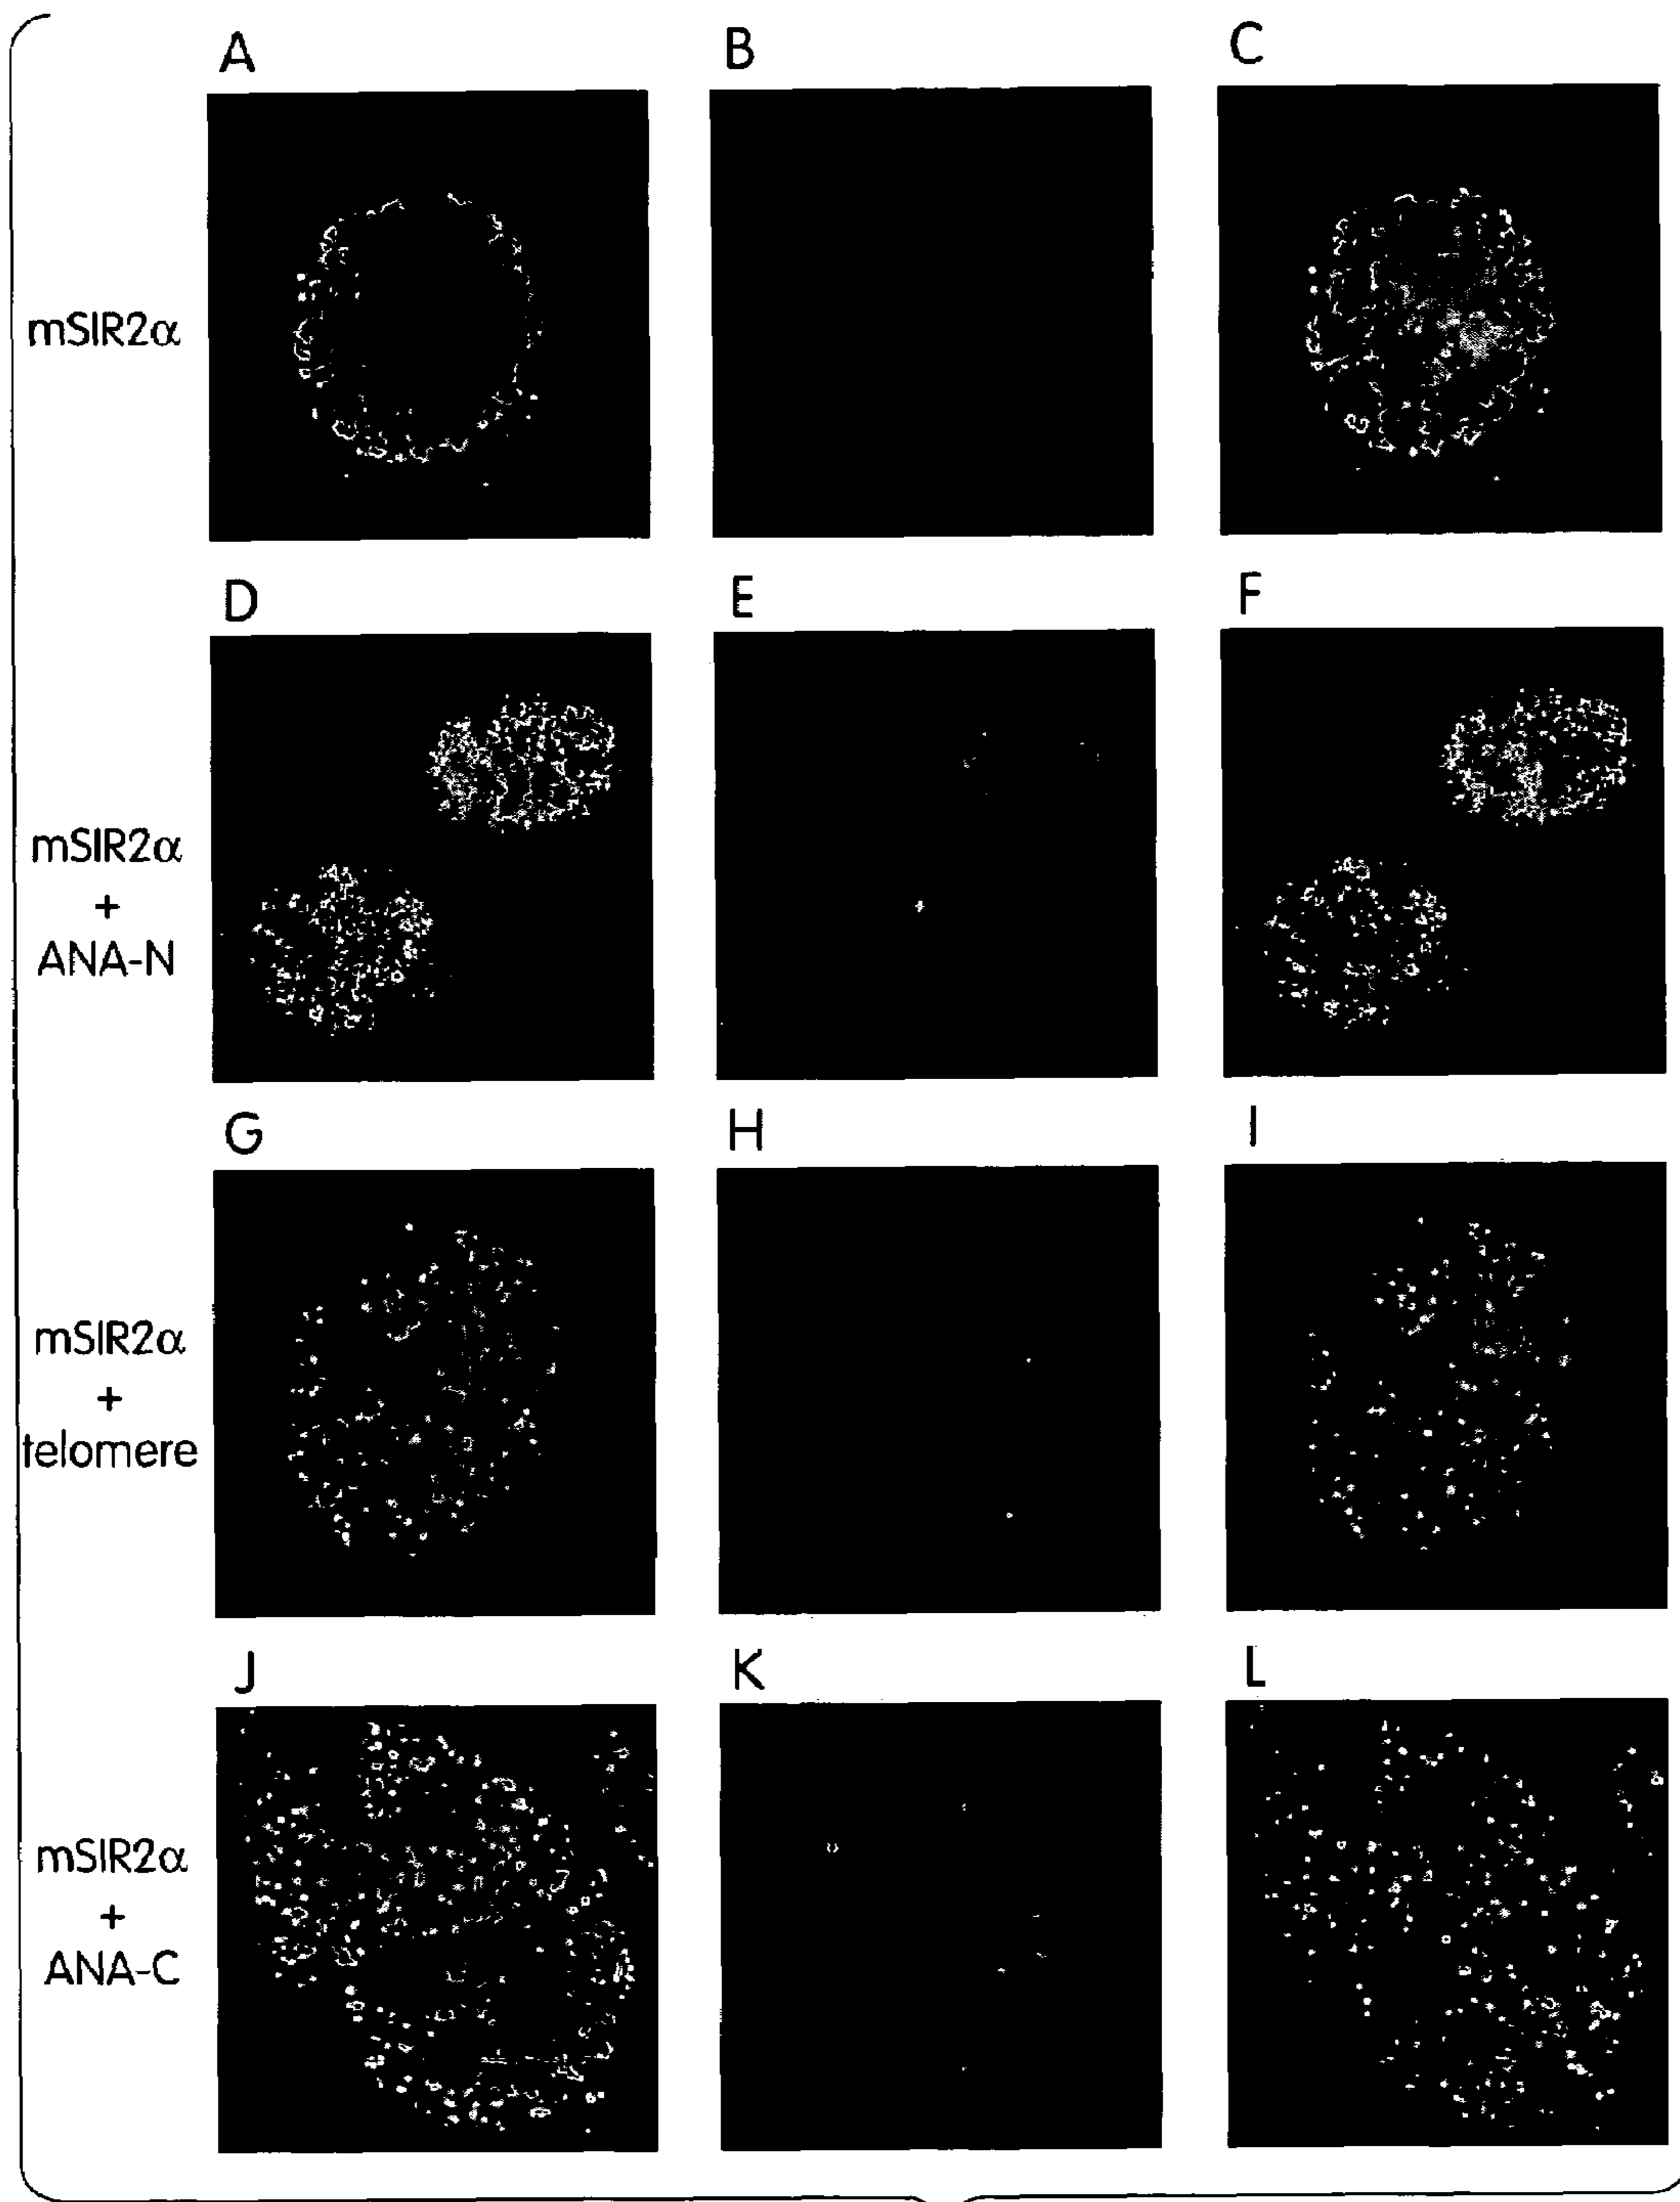 A B C
mSIR2α
D E F
mSIR2α
+
ANA-N
G H I
mSIR2α
+
telomere
J K L
mSIR2α
+
ANA-C